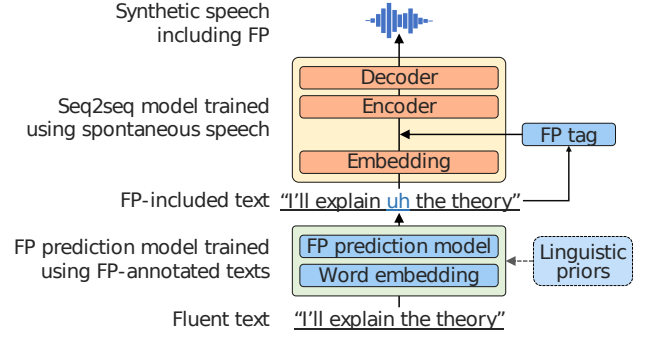 Synthetic speech
including FP
Decoder
Encoder
Seq2seq model trained
using spontaneous speech
FP tag
Embedding
FP-included text
“I’ll explain uh the theory”
FP prediction model trained
using FP-annotated texts
FP prediction model
Word embedding
Linguistic
priors
Fluent text
“I’ll explain the theory”